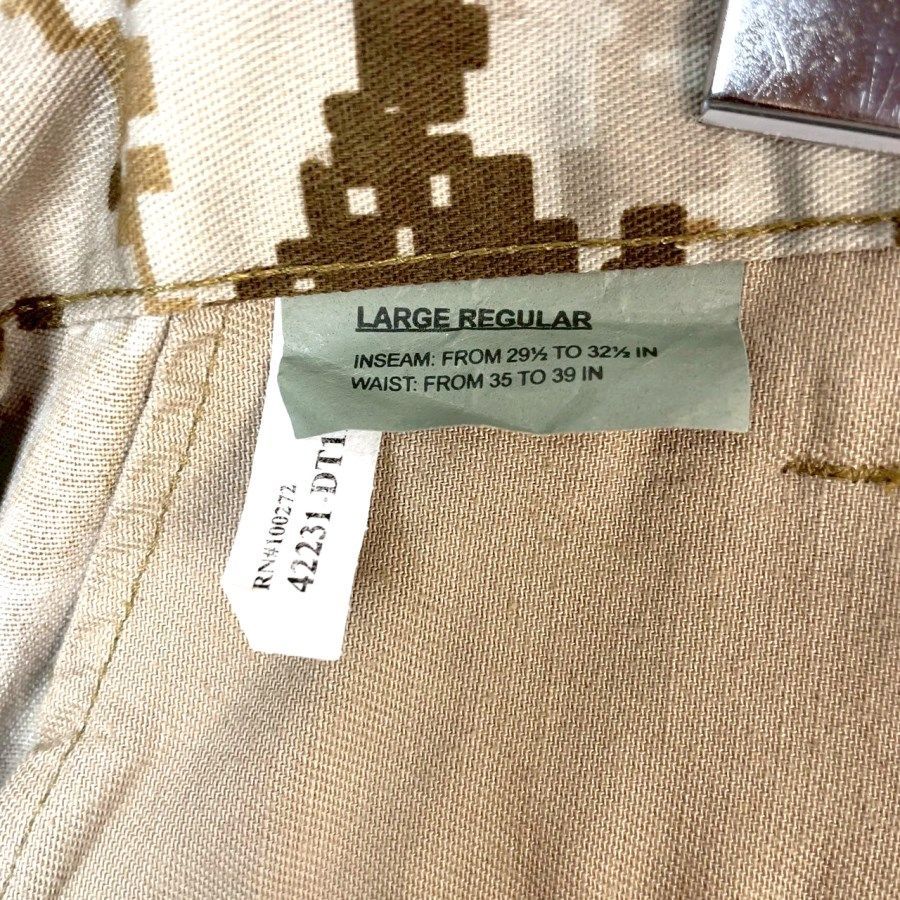 LARGE REGULAR
INSEAM: FROM 29½ TO 32½ IN
WAIST: FROM 35 TO 39 IN
RN#100272
42231-DT1